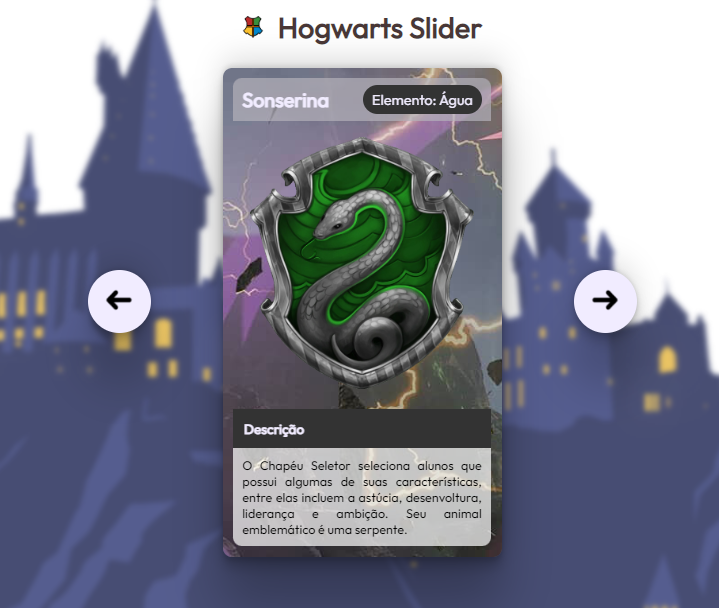 Hogwarts Slider
Sonserina
Elemento: Água
Descrição
O Chapéu Seletor seleciona alunos que
possui algumas de suas características,
entre elas incluem a astúcia, desenvoltura,
liderança e ambição. Seu animal
emblemático é uma serpente.